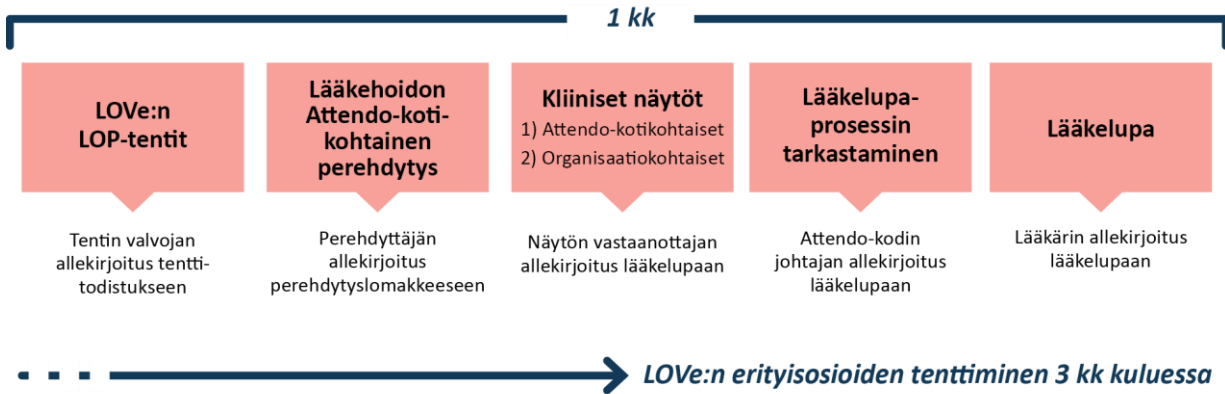 1 kk
LOVe:n
LOP-tentit
Tentin valvojan
allekirjoitus tentti-
todistukseen
Lääkehoidon
Attendo-koti-
kohtainen
perehdytys
Perehdyttäjän
allekirjoitus
perehdytyslomakkeeseen
Kliiniset näytöt
1) Attendo-kotikohtaiset
2) Organisaatiokohtaiset
Näytön vastaanottajan
allekirjoitus lääkelupaan
Lääkelupa-
prosessin
tarkastaminen
Attendo-kodin
johtajan allekirjoitus
lääkelupaan
Lääkelupa
Lääkärin allekirjoitus
lääkelupaan
LOVe:n erityisosioiden tenttiminen 3 kk kuluessa